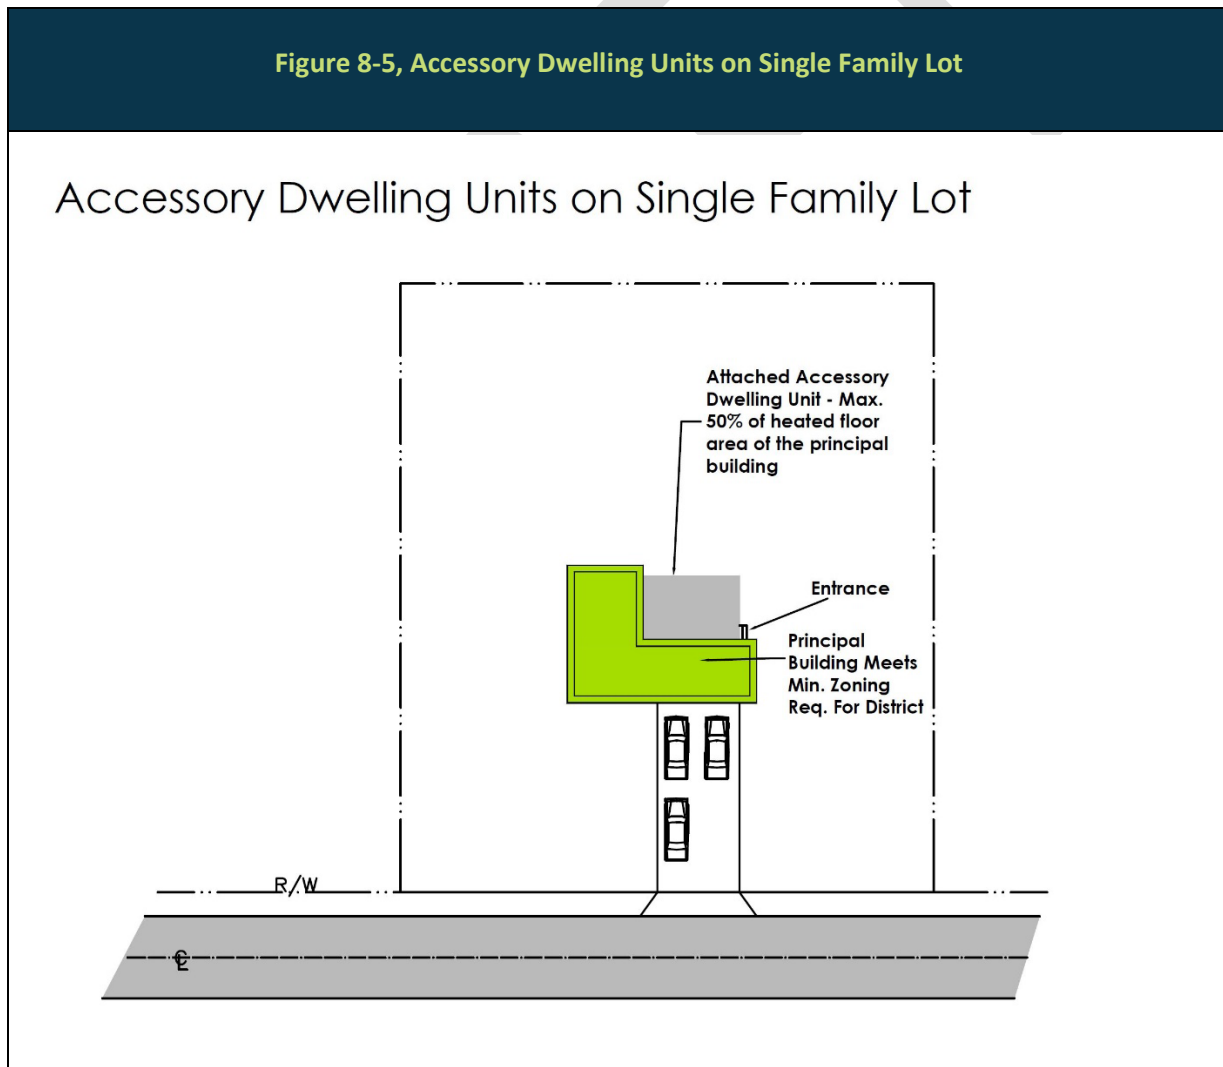 Figure 8-5, Accessory Dwelling Units on Single Family Lot
Accessory Dwelling Units on Single Family Lot
Attached Accessory
Dwelling Unit - Max.
50% of heated floor
area of the principal
building
Entrance
Principal
Building Meets
Min. Zoning
Req. For District
R/W
℄